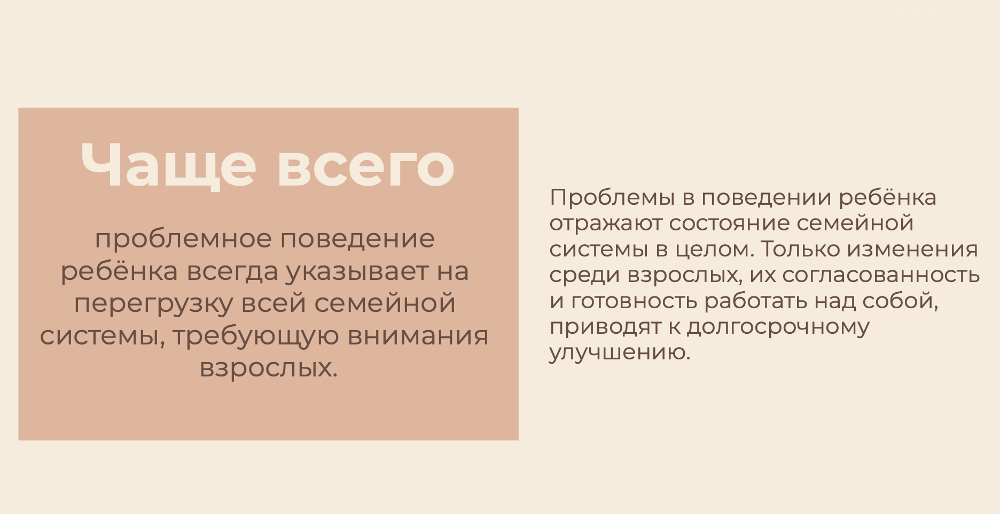 Чаще всего
проблемное поведение
ребёнка всегда указывает на
перегрузку всей семейной
системы, требующую внимания
взрослых.
Проблемы в поведении ребёнка
отражают состояние семейной
системы в целом. Только изменения
среди взрослых, их согласованность
и готовность работать над собой,
приводят к долгосрочному
улучшению.